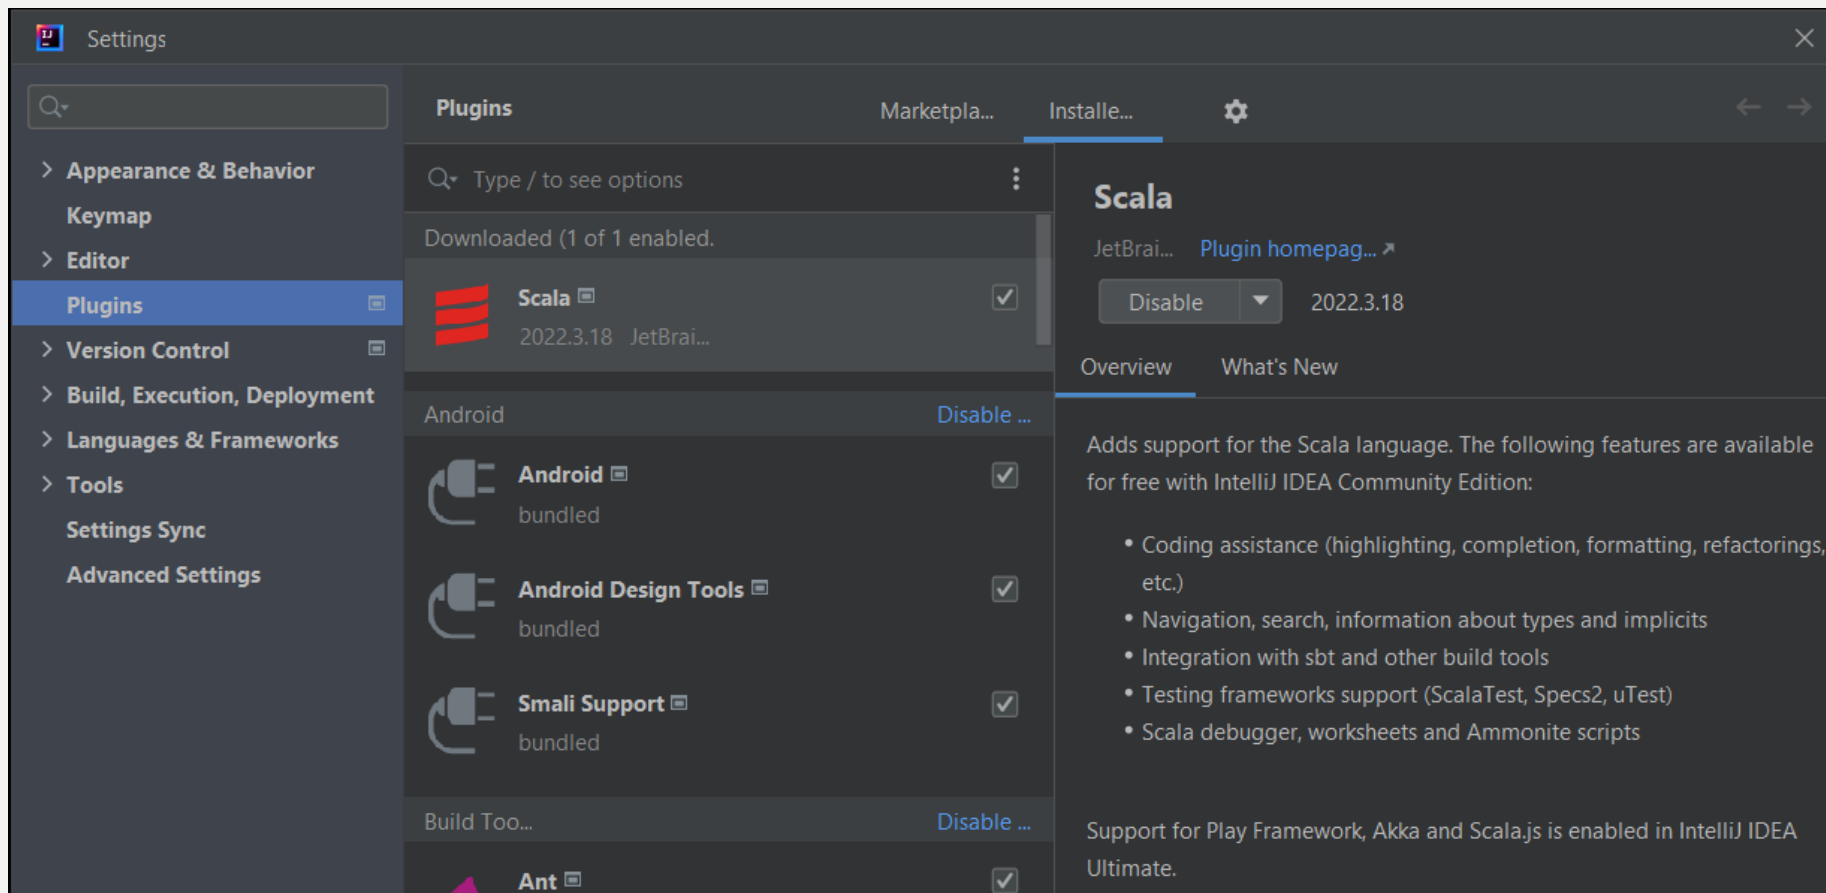 Settings
Plugins
Marketpla...
Installe...
Appearance & Behavior
Keymap
Editor
Plugins
Version Control
Build, Execution, Deployment
Languages & Frameworks
Tools
Settings Sync
Advanced Settings
Type / to see options
Downloaded (1 of 1 enabled.
Scala
2022.3.18 JetBrai...
Android
Disable ...
Android
bundled
Android Design Tools
bundled
Smali Support
bundled
Build Too...
Disable ...
Ant
Scala
JetBrai... Plugin homepag...
Disable
2022.3.18
Overview
What's New
Adds support for the Scala language. The following features are available
for free with IntelliJ IDEA Community Edition:
• Coding assistance (highlighting, completion, formatting, refactorings,
etc.)
• Navigation, search, information about types and implicits
• Integration with sbt and other build tools
• Testing frameworks support (ScalaTest, Specs2, uTest)
• Scala debugger, worksheets and Ammonite scripts
Support for Play Framework, Akka and Scala.js is enabled in IntelliJ IDEA
Ultimate.